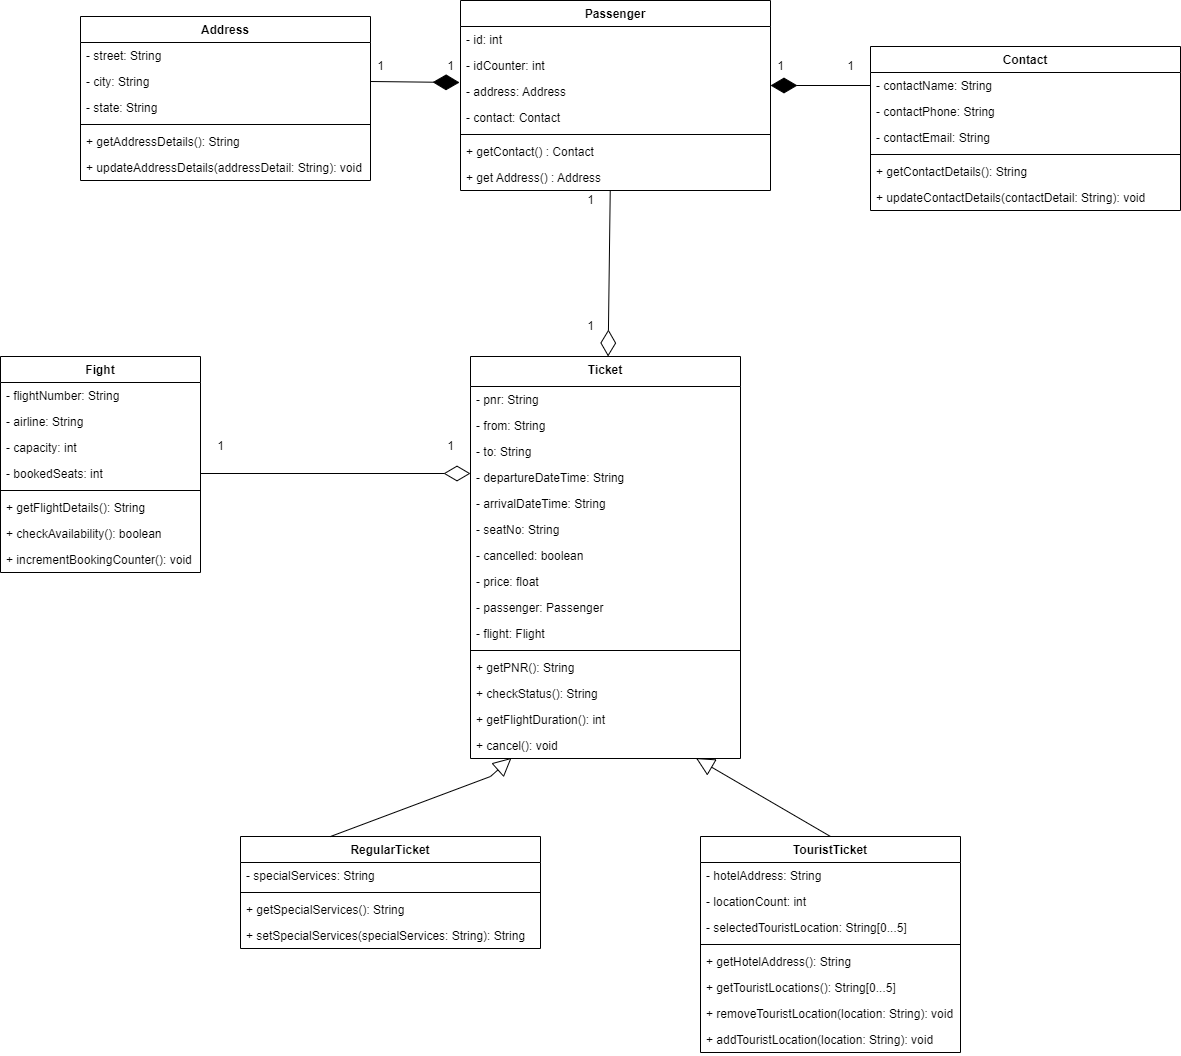 Address
- street: String
- city: String
- state: String
+ getAddressDetails(): String
+ updateAddressDetails(addressDetail: String): void
1
1
Passenger
- id: int
- idCounter: int
- address: Address
- contact: Contact
+ getContact() : Contact
+ get Address() : Address
1
1
Contact
- contactName: String
- contactPhone: String
- contactEmail: String
+ getContactDetails(): String
+ updateContactDetails(contactDetail: String): void
1
1
Fight
- flightNumber: String
- airline: String
- capacity: int
- bookedSeats: int
+ getFlightDetails(): String
+ checkAvailability(): boolean
+ incrementBookingCounter(): void
1
1
Ticket
- pnr: String
- from: String
- to: String
- departureDateTime: String
- arrivalDateTime: String
- seatNo: String
- cancelled: boolean
- price: float
- passenger: Passenger
- flight: Flight
+ getPNR(): String
+ checkStatus(): String
+ getFlightDuration(): int
+ cancel(): void
RegularTicket
- specialServices: String
+ getSpecialServices(): String
+ setSpecialServices(specialServices: String): String
TouristTicket
- hotelAddress: String
- locationCount: int
- selectedTouristLocation: String[0...5]
+ getHotelAddress(): String
+ getTouristLocations(): String[0...5]
+ removeTouristLocation(location: String): void
+ addTouristLocation(location: String): void